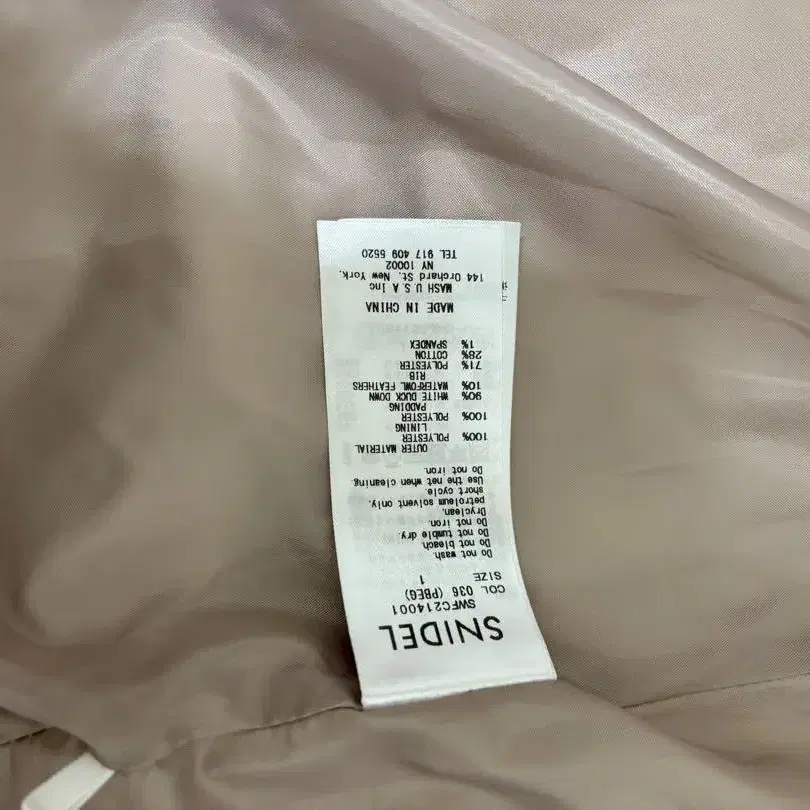 SNIDEL
SWFC214001
COL 036 (PBEG)
SIZE 1
Do not wash.
Do not bleach.
Do not tumble dry.
Do not iron.
Dryclean.
petroleum solvent only.
short cycle.
Use the net when cleaning.
Do not iron.
OUTER MATERIAL
100% POLYESTER
LINING
100% POLYESTER
PADDING
90% WHITE DUCK DOWN
10% WATERFOWL FEATHERS
RIB
71% POLYESTER
28% COTTON
1% SPANDEX
MADE IN CHINA
MASH U.S.A Inc
144 Orchard St. New York.
NY 10002
TEL 917 409 5520